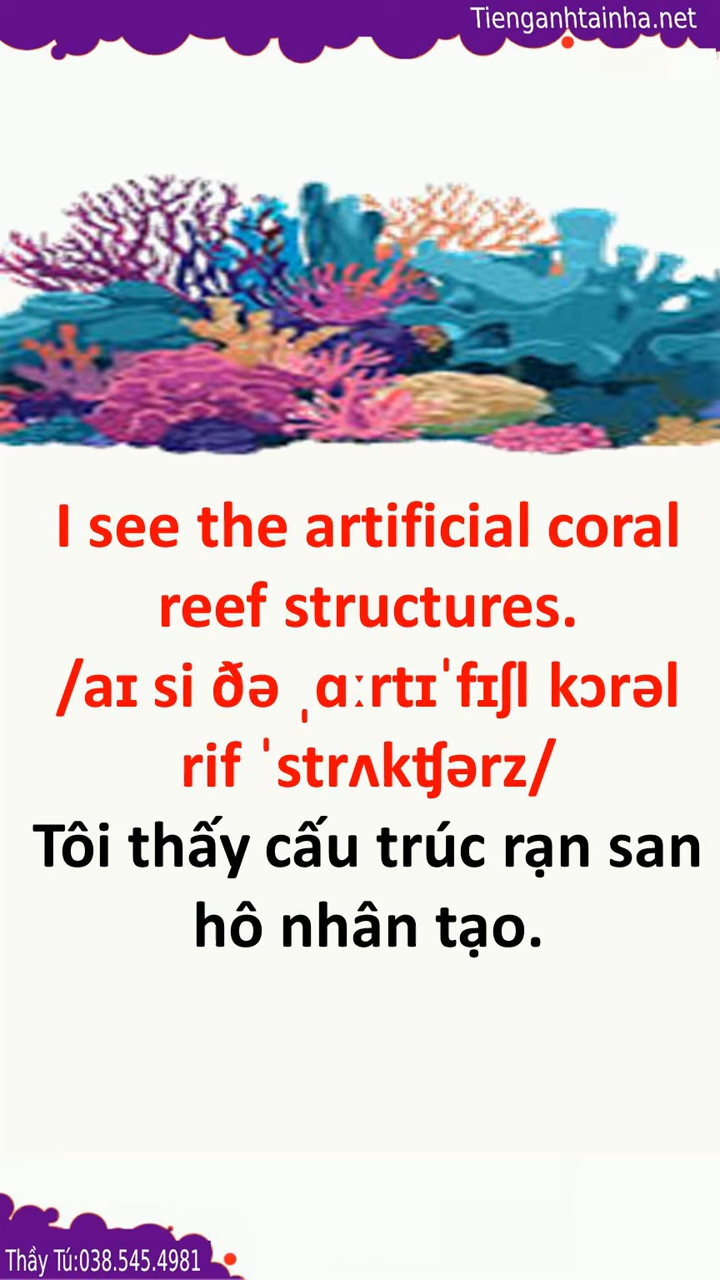 Tienganhtainha.net
I see the artificial coral
reef structures.
/aɪ si ðə ˌɑːrtɪˈfɪʃl kɔrəl
rif ˈstrʌkʧərz/
Tôi thấy cấu trúc rạn san
hô nhân tạo.
Thầy Tú:038.545.4981